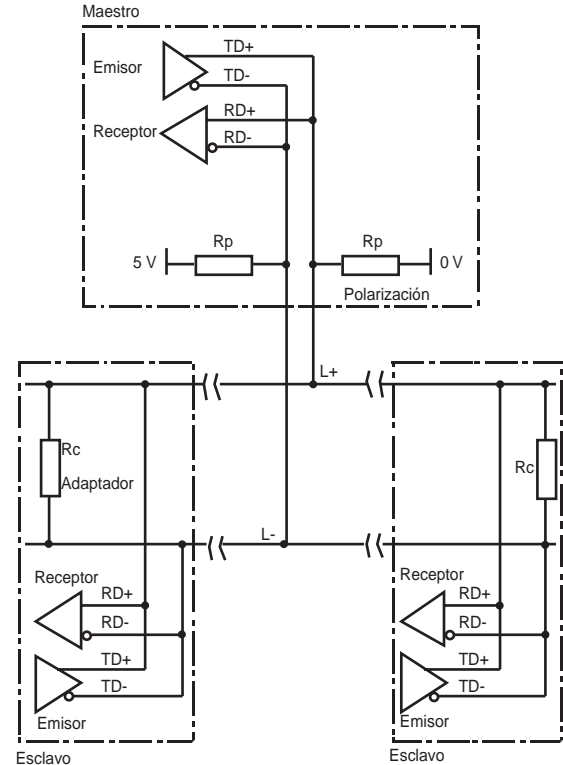 Maestro
TD+
Emisor
TD-
RD+
Receptor
RD-
Rp
Rp
5 V
0 V
Polarización
L+
Rc
Adaptador
Rc
L-
Receptor
RD+
RD-
TD+
TD-
Emisor
Esclavo
Receptor
RD+
RD-
TD+
TD-
Emisor
Esclavo